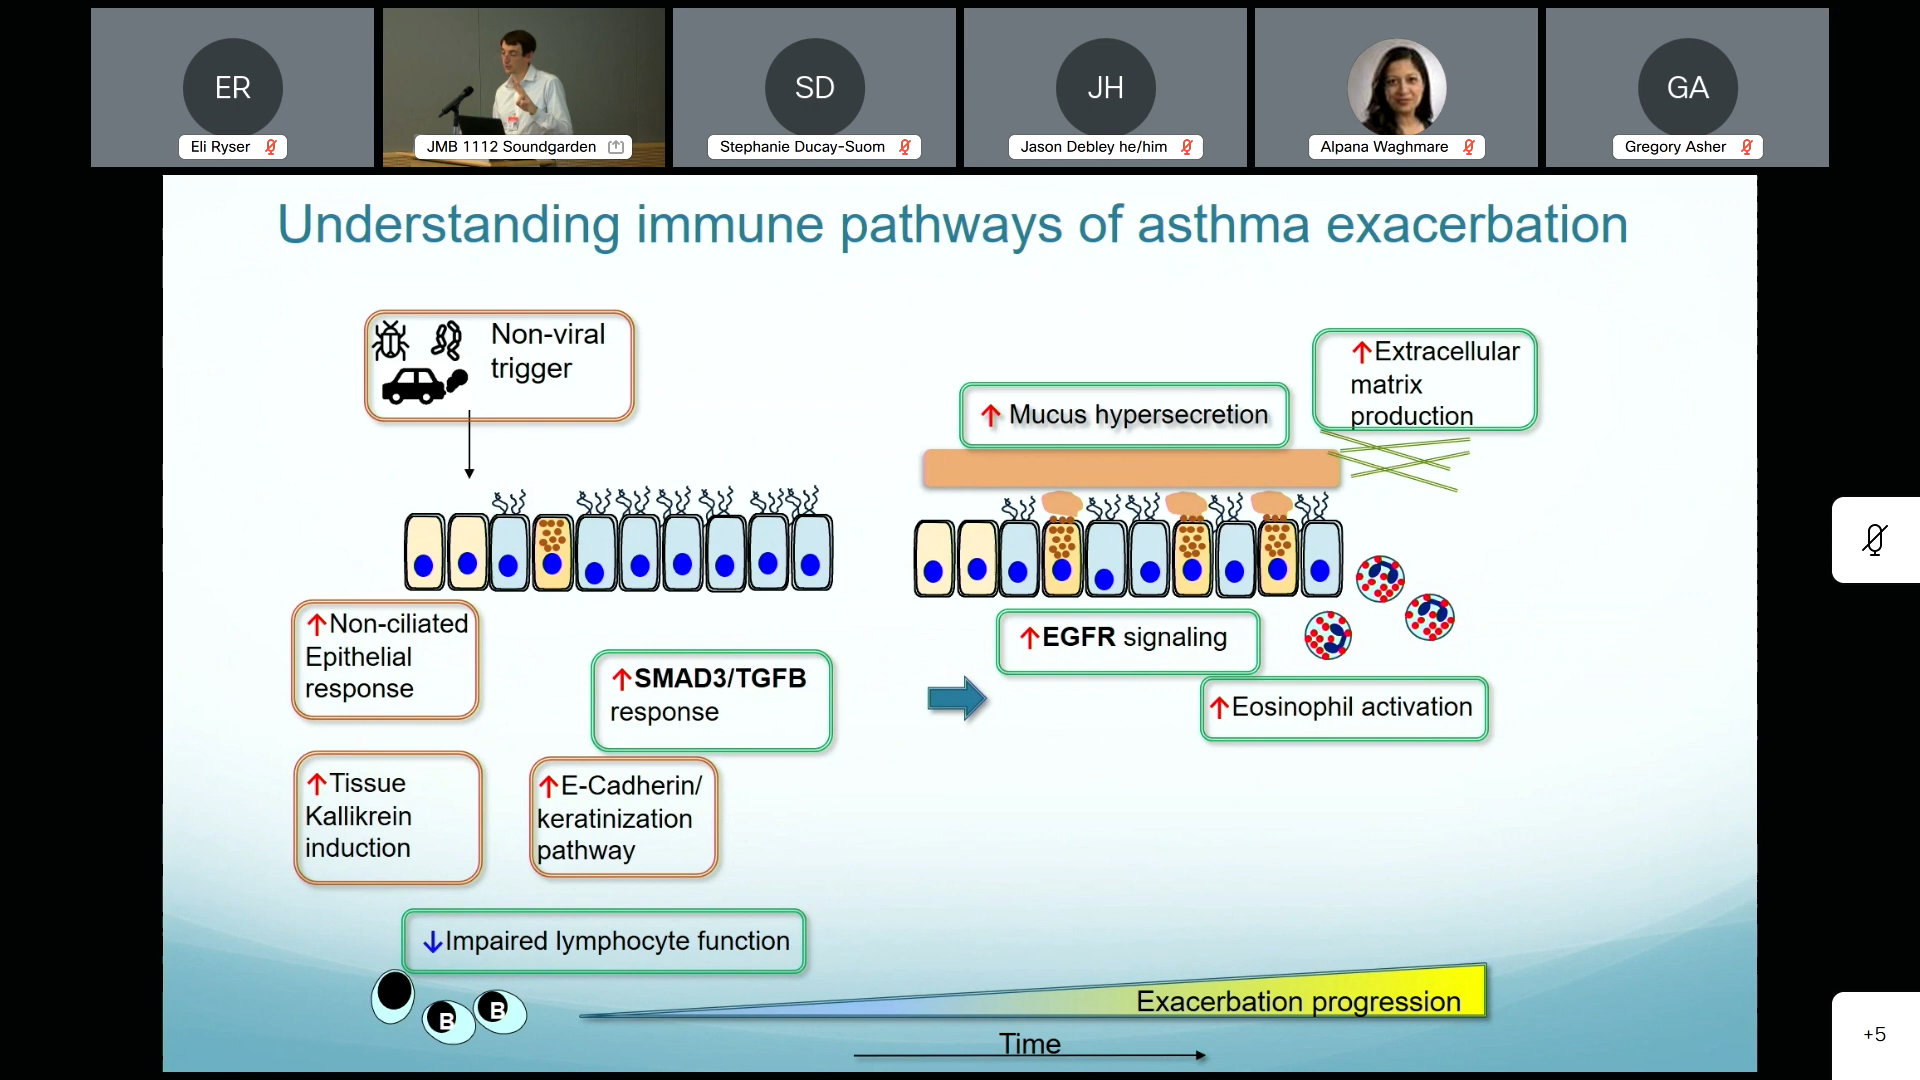 ER
SD
JH
GA
Eli Ryser
JMB 1112 Soundgarden
Stephanie Ducay-Suom
Jason Debley he/him
Alpana Waghmare
Gregory Asher
Understanding immune pathways of asthma exacerbation
Non-viral
trigger
↑Extracellular
matrix
production
↑ Mucus hypersecretion
↑Non-ciliated
Epithelial
response
↑SMAD3/TGFB
response
↑EGFR signaling
↑Eosinophil activation
↑Tissue
Kallikrein
induction
↑E-Cadherin/
keratinization
pathway
↓Impaired lymphocyte function
B
B
Exacerbation progression
Time
+5